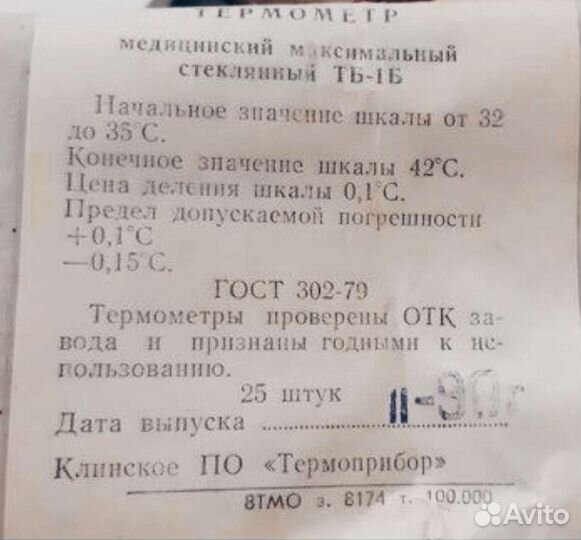 ТЕРМОМЕТР
медицинский максимальный
стеклянный ТБ-1Б
Начальное значение шкалы от 32
до 35°С.
Конечное значение шкалы 42°С.
Цена деления шкалы 0,1°С.
Предел допускаемой погрешности
+0,1°С
—0,15°С.
ГОСТ 302-79
Термометры проверены ОТК за-
вода и признаны годными к ис-
пользованию.
25 штук
Дата выпуска II-90г.
Клинское ПО «Термоприбор»
8ТМО з. 8174 т. 100.000
Avito